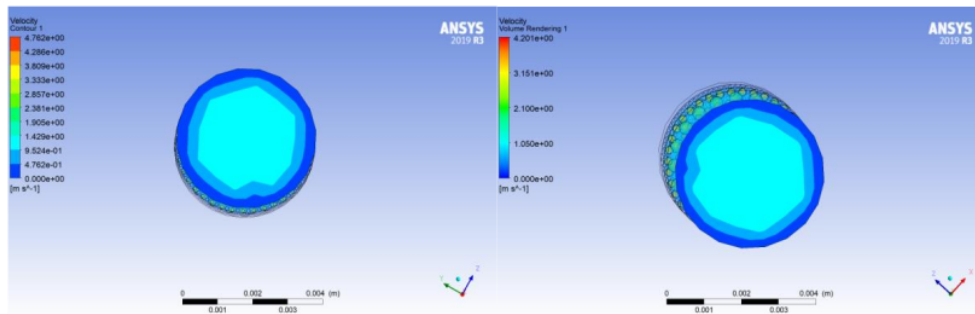 Velocity
Contour 1
4.762e+00
4.286e+00
3.809e+00
3.333e+00
2.857e+00
2.381e+00
1.905e+00
1.429e+00
9.524e-01
4.762e-01
0.000e+00
[m s^-1]
ANSYS
2019 R3
Y
Z
0 0.002 0.004 (m)
0.001 0.003
Velocity
Volume Rendering 1
4.201e+00
3.151e+00
2.100e+00
1.050e+00
0.000e+00
[m s^-1]
ANSYS
2019 R3
Z
X
0 0.002 0.004 (m)
0.001 0.003